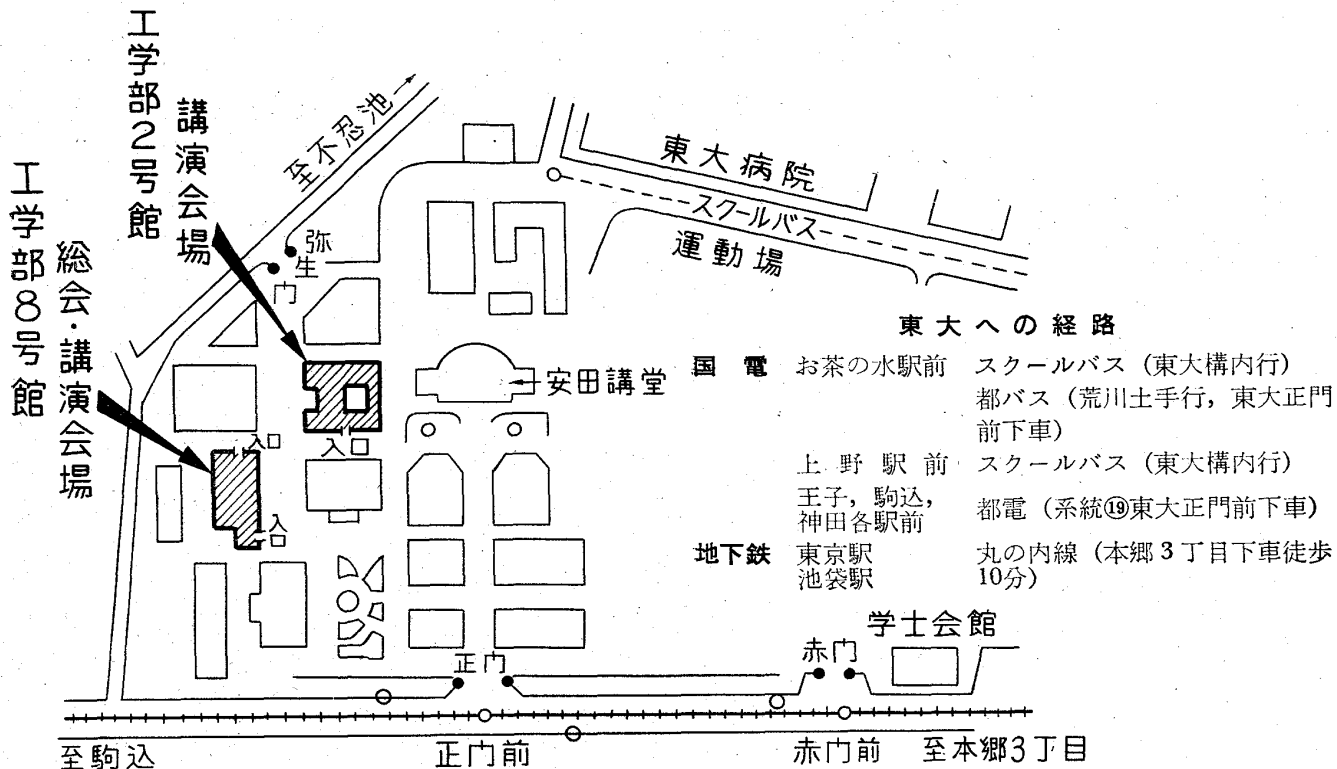 工学部2号館
講演会場
工学部8号館
総会・講演会場
至不忍池→
弥生門
東大病院
スクールバス
運動場
安田講堂
入口
入口
入口
東大への経路
国電 お茶の水駅前 スクールバス (東大構内行)
都バス (荒川土手行, 東大正門
前下車)
上野駅前 スクールバス (東大構内行)
王子, 駒込,
神田各駅前 都電 (系統⑲東大正門前下車)
地下鉄 東京駅 丸の内線 (本郷3丁目下車徒歩
池袋駅 10分)
学士会館
正門
赤門
至駒込
正門前
赤門前
至本郷3丁目